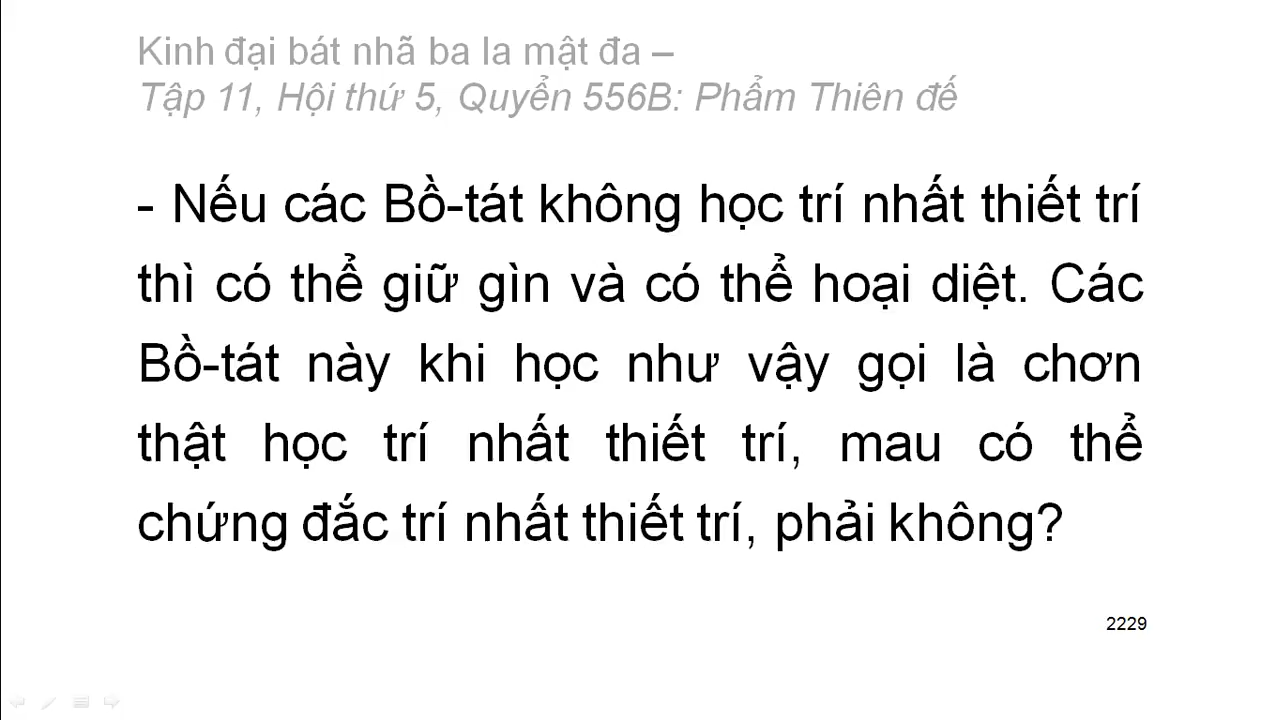 Kinh đại bát nhã ba la mật đa –
Tập 11, Hội thứ 5, Quyển 556B: Phẩm Thiên đế
- Nếu các Bồ-tát không học trí nhất thiết trí
thì có thể giữ gìn và có thể hoại diệt. Các
Bồ-tát này khi học như vậy gọi là chơn
thật học trí nhất thiết trí, mau có thể
chứng đắc trí nhất thiết trí, phải không?
2229